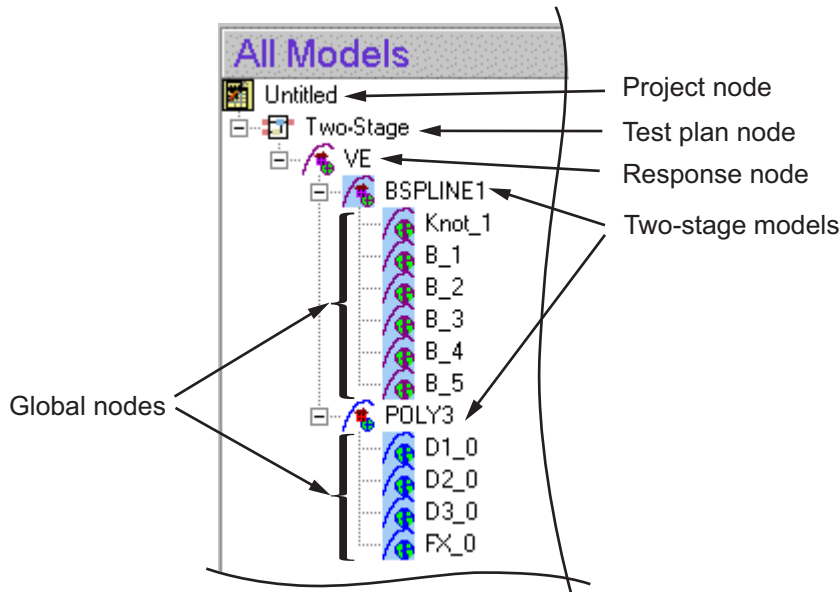 All Models
Untitled
Project node
Two-Stage
Test plan node
VE
Response node
BSPLINE1
Two-stage models
Knot_1
B_1
B_2
B_3
B_4
B_5
Global nodes
POLY3
D1_0
D2_0
D3_0
FX_0